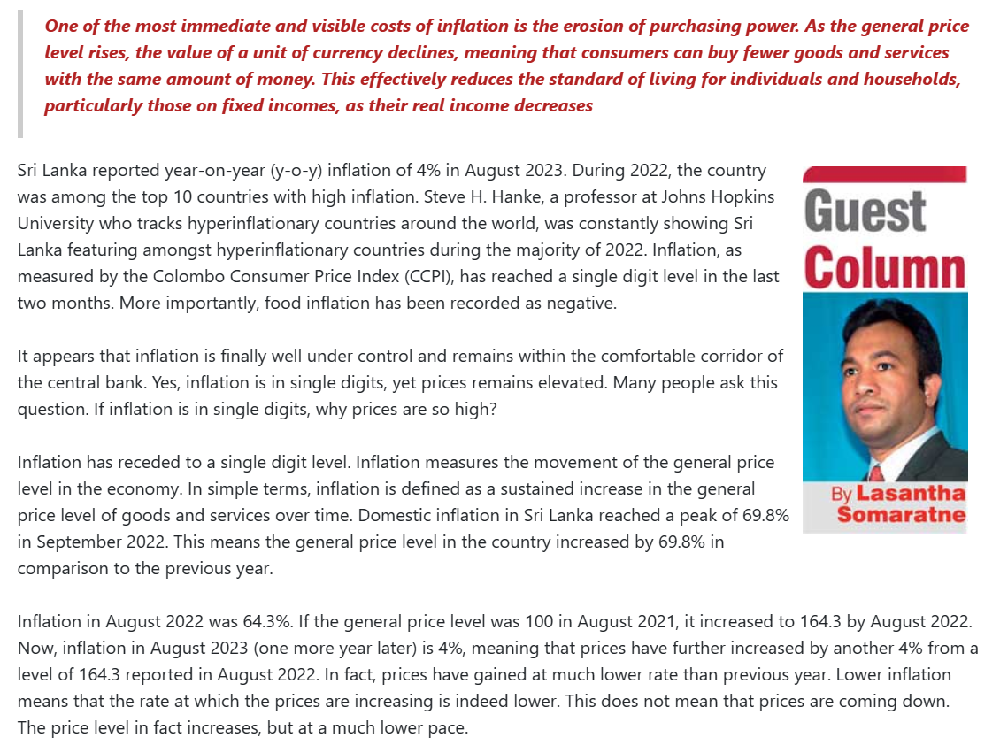 One of the most immediate and visible costs of inflation is the erosion of purchasing power. As the general price
level rises, the value of a unit of currency declines, meaning that consumers can buy fewer goods and services
with the same amount of money. This effectively reduces the standard of living for individuals and households,
particularly those on fixed incomes, as their real income decreases
Sri Lanka reported year-on-year (y-o-y) inflation of 4% in August 2023. During 2022, the country
was among the top 10 countries with high inflation. Steve H. Hanke, a professor at Johns Hopkins
University who tracks hyperinflationary countries around the world, was constantly showing Sri
Lanka featuring amongst hyperinflationary countries during the majority of 2022. Inflation, as
measured by the Colombo Consumer Price Index (CCPI), has reached a single digit level in the last
two months. More importantly, food inflation has been recorded as negative.
It appears that inflation is finally well under control and remains within the comfortable corridor of
the central bank. Yes, inflation is in single digits, yet prices remains elevated. Many people ask this
question. If inflation is in single digits, why prices are so high?
Inflation has receded to a single digit level. Inflation measures the movement of the general price
level in the economy. In simple terms, inflation is defined as a sustained increase in the general
price level of goods and services over time. Domestic inflation in Sri Lanka reached a peak of 69.8%
in September 2022. This means the general price level in the country increased by 69.8% in
comparison to the previous year.
Guest
Column
By Lasantha
Somaratne
Inflation in August 2022 was 64.3%. If the general price level was 100 in August 2021, it increased to 164.3 by August 2022.
Now, inflation in August 2023 (one more year later) is 4%, meaning that prices have further increased by another 4% from a
level of 164.3 reported in August 2022. In fact, prices have gained at much lower rate than previous year. Lower inflation
means that the rate at which the prices are increasing is indeed lower. This does not mean that prices are coming down.
The price level in fact increases, but at a much lower pace.